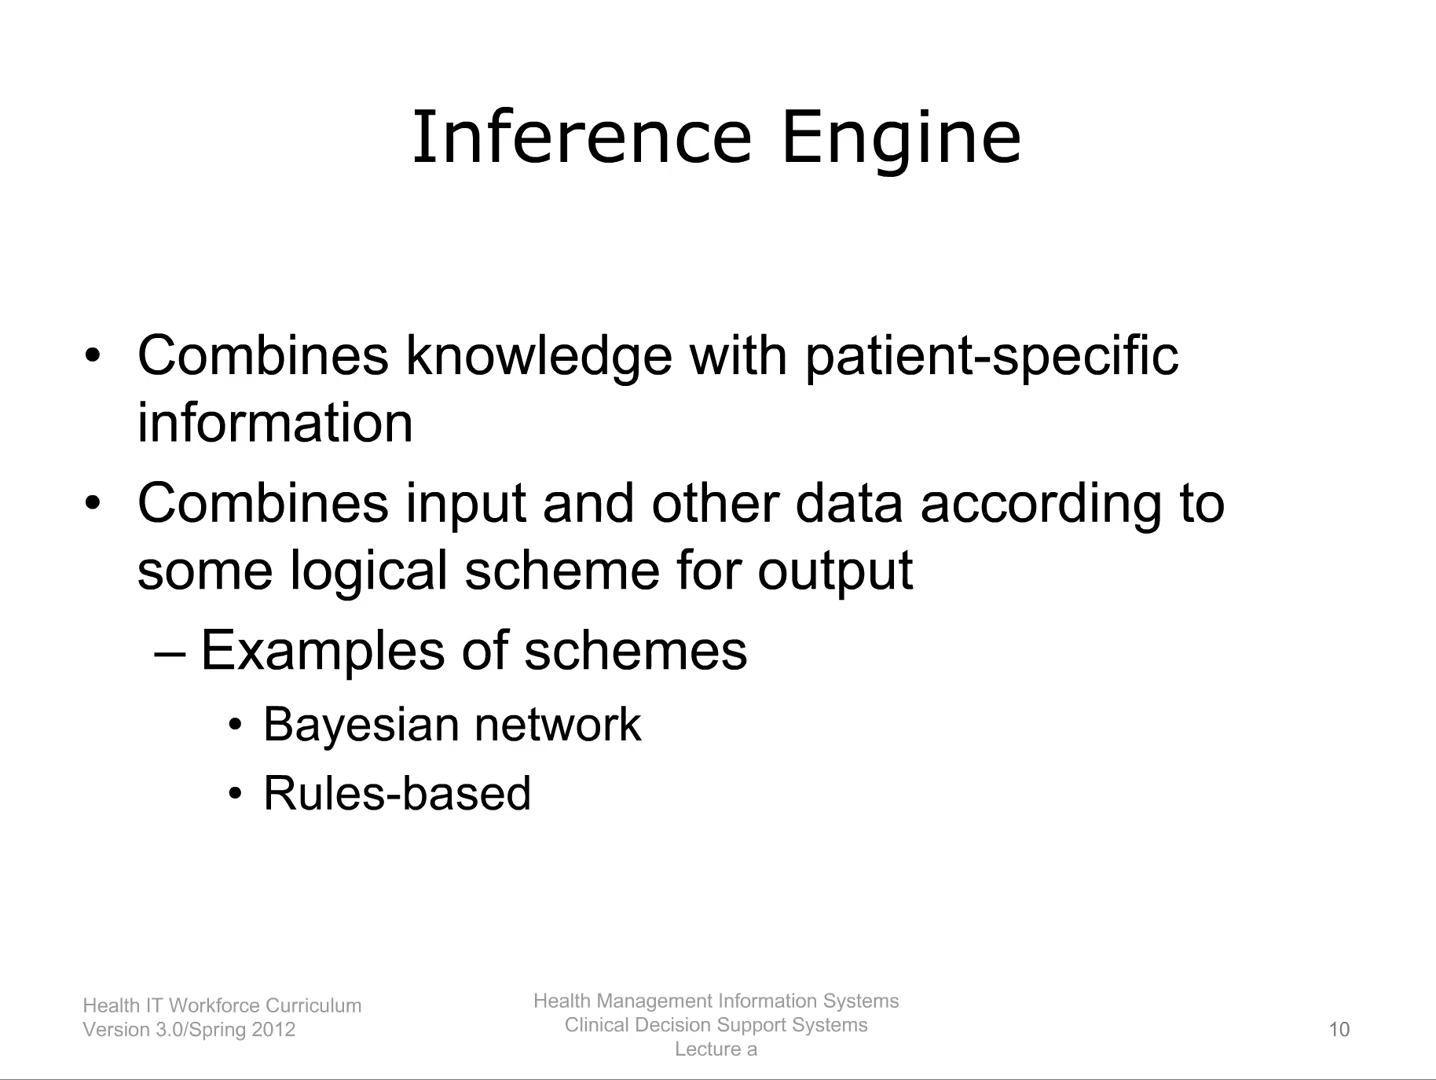 Inference Engine
• Combines knowledge with patient-specific
information
• Combines input and other data according to
some logical scheme for output
– Examples of schemes
• Bayesian network
• Rules-based
Health IT Workforce Curriculum
Version 3.0/Spring 2012
Health Management Information Systems
Clinical Decision Support Systems
Lecture a
10